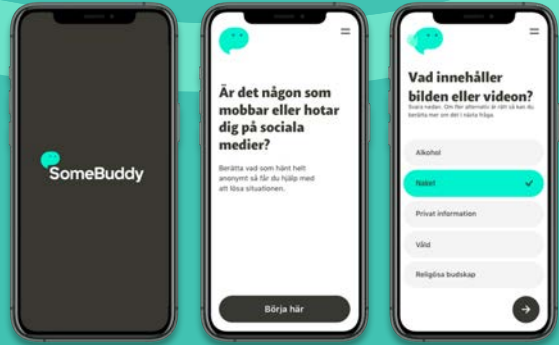 SomeBuddy
Är det någon som
mobbar eller hotar
dig på sociala
medier?
Berätta vad som hänt helt
anonymt så får du hjälp med
att lösa situationen.
Börja här
Vad innehåller
bilden eller videon?
Svara nedan. Om fler alternativ är rätt så kan du
berätta mer om det i nästa fråga.
Alkohol
Naket
Privat information
Våld
Religösa budskap